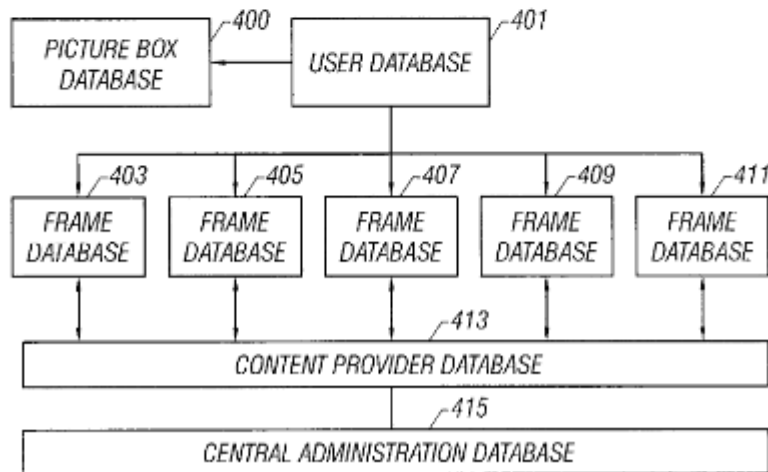 400
PICTURE BOX
DATABASE
401
USER DATABASE
403
FRAME
DATABASE
405
FRAME
DATABASE
407
FRAME
DATABASE
409
FRAME
DATABASE
411
FRAME
DATABASE
413
CONTENT PROVIDER DATABASE
415
CENTRAL ADMINISTRATION DATABASE